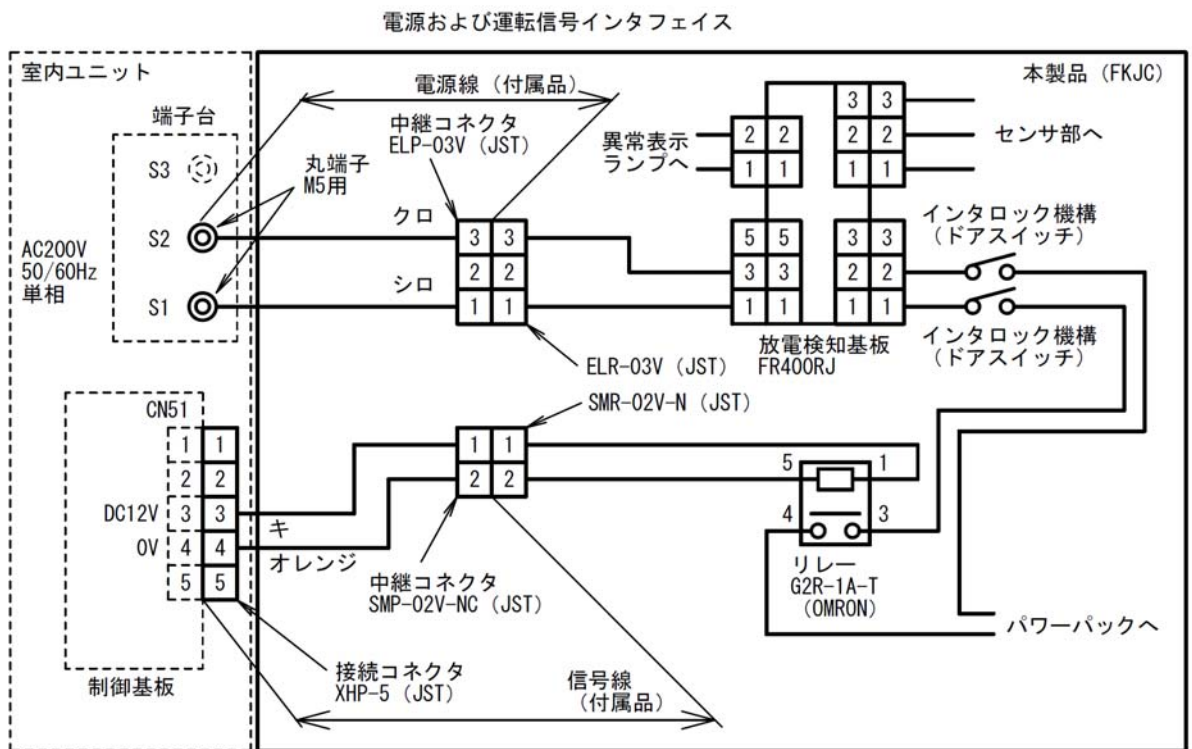 電源および運転信号インタフェイス
室内ユニット
電源線（付属品）
本製品（FKJC）
端子台
中継コネクタ
ELP-03V（JST）
異常表示
ランプへ
2 2
1 1
3 3
2 2
1 1
センサ部へ
S3
丸端子
M5用
クロ
S2
AC200V
50/60Hz
単相
シロ
S1
3 3
2 2
1 1
5 5
3 3
1 1
3 3
2 2
1 1
インタロック機構
（ドアスイッチ）
インタロック機構
（ドアスイッチ）
放電検知基板
FR400RJ
ELR-03V（JST）
SMR-02V-N（JST）
CN51
1 1
2 2
DC12V 3 3
0V 4 4
5 5
キ
オレンジ
1 1
2 2
5 1
4 3
リレー
G2R-1A-T
（OMRON）
中継コネクタ
SMP-02V-NC（JST）
パワーパックへ
制御基板
接続コネクタ
XHP-5（JST）
信号線
（付属品）